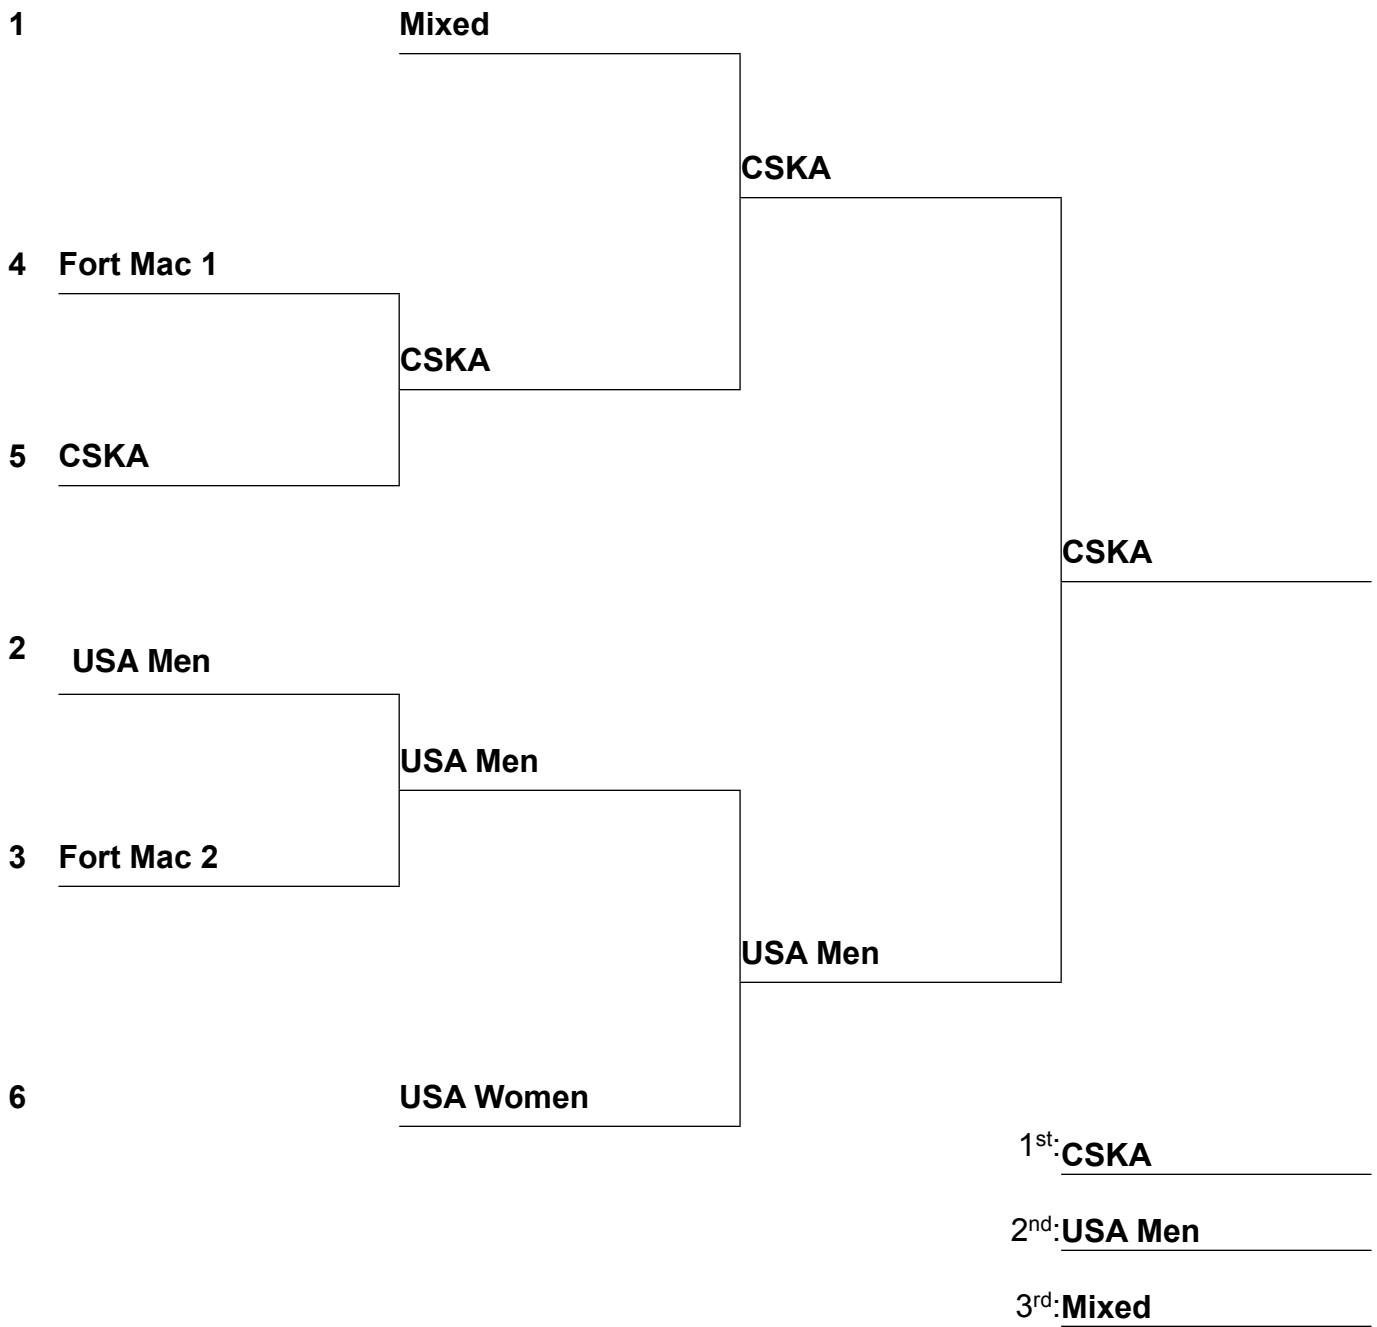 1 Mixed
CSKA
4 Fort Mac 1
CSKA
5 CSKA
CSKA
2 USA Men
USA Men
3 Fort Mac 2
USA Men
6 USA Women
1st: CSKA
2nd: USA Men
3rd: Mixed